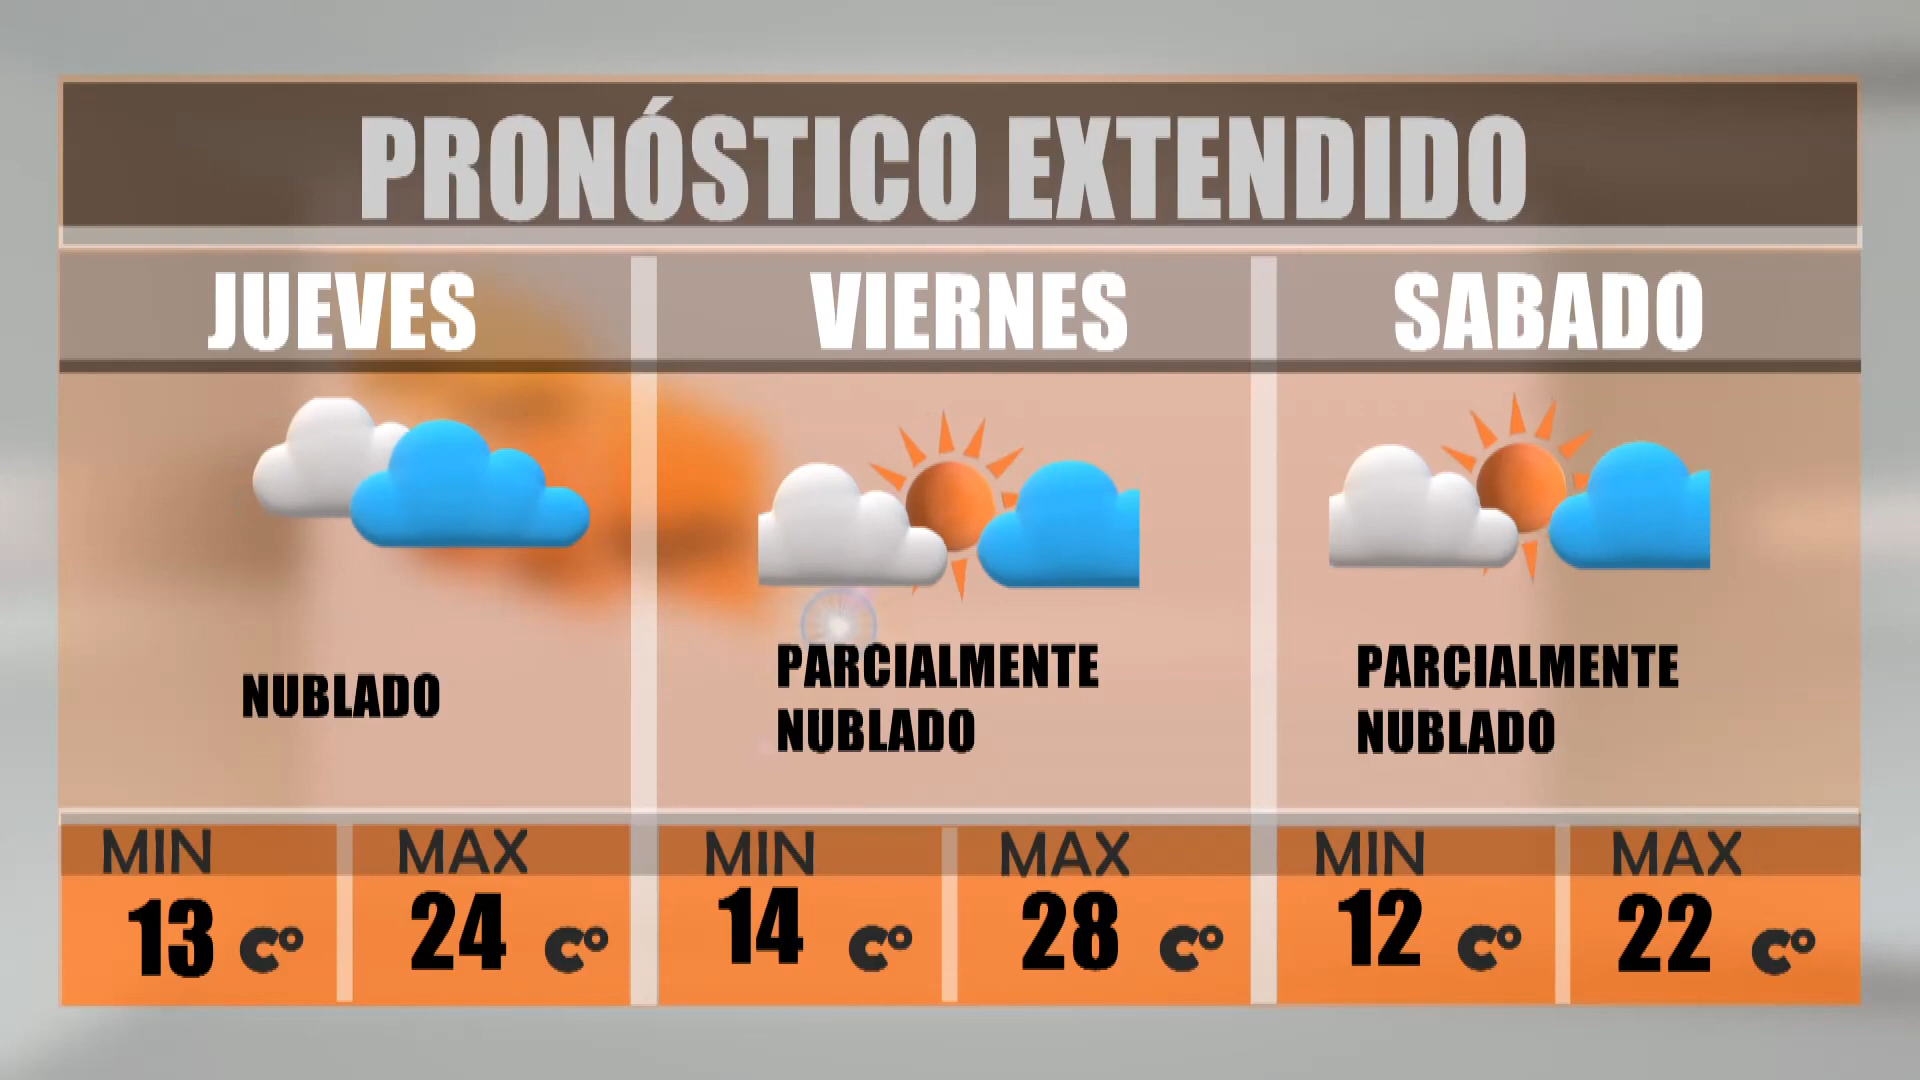 PRONÓSTICO EXTENDIDO
JUEVES
VIERNES
SABADO
NUBLADO
PARCIALMENTE
NUBLADO
PARCIALMENTE
NUBLADO
MIN
MAX
MIN
MAX
MIN
MAX
13 C°
24 C°
14 C°
28 C°
12 C°
22 C°